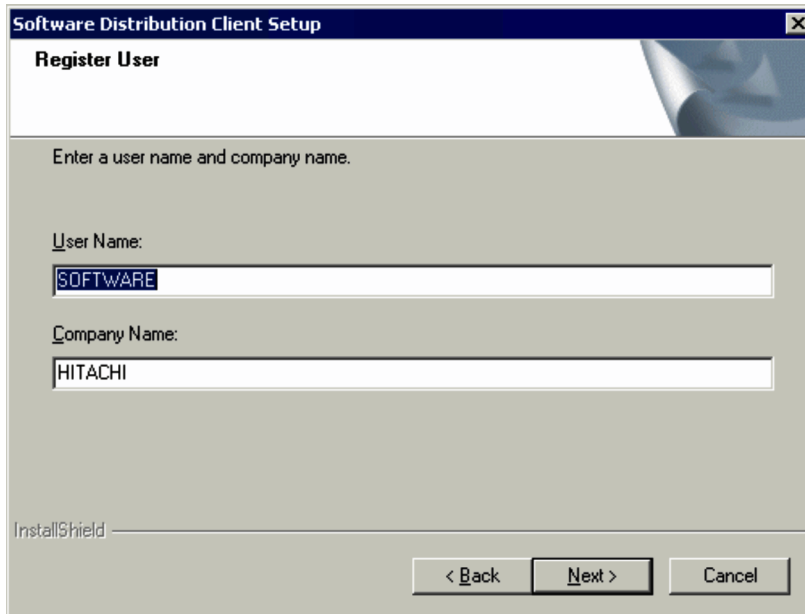 Software Distribution Client Setup
Register User
Enter a user name and company name.
User Name:
SOFTWARE
Company Name:
HITACHI
InstallShield
< Back
Next >
Cancel